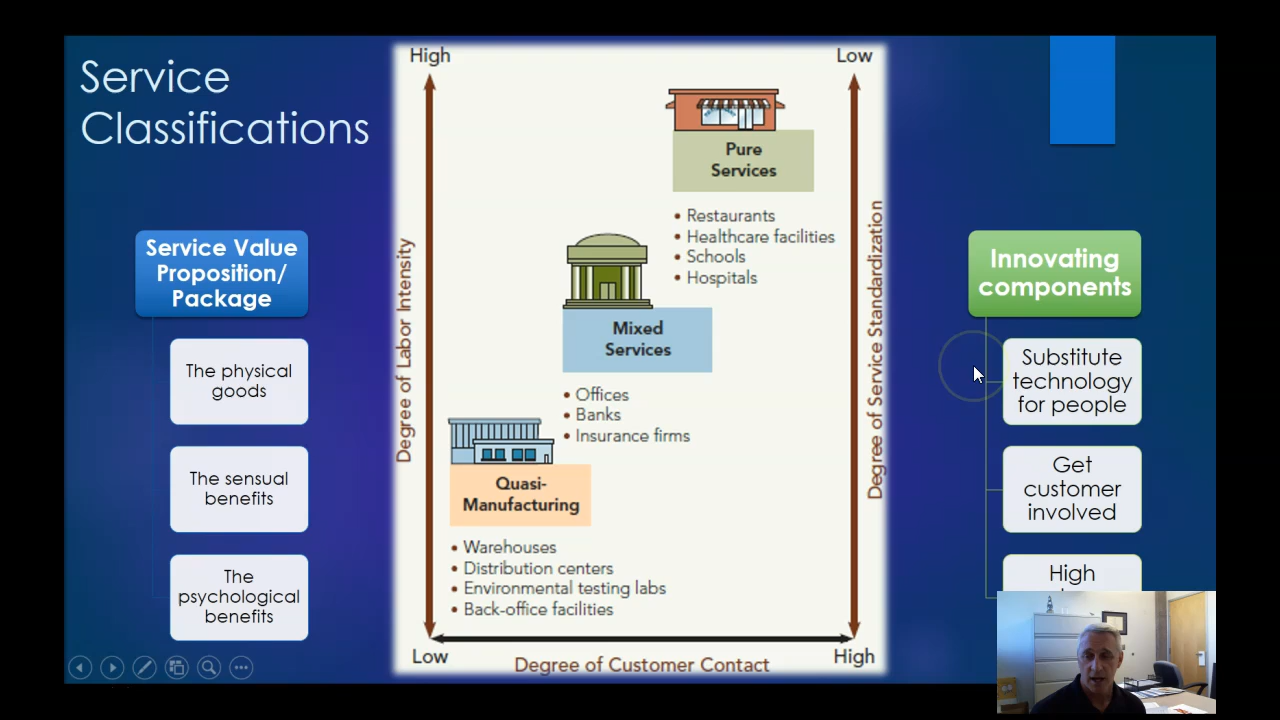 Service
Classifications
Service Value
Proposition/
Package
The physical
goods
The sensual
benefits
The
psychological
benefits
High
Low
Degree of Labor Intensity
Pure
Services
• Restaurants
• Healthcare facilities
• Schools
• Hospitals
Mixed
Services
• Offices
• Banks
• Insurance firms
Quasi-
Manufacturing
• Warehouses
• Distribution centers
• Environmental testing labs
• Back-office facilities
Degree of Service Standardization
Low
Degree of Customer Contact
High
Innovating
components
Substitute
technology
for people
Get
customer
involved
High